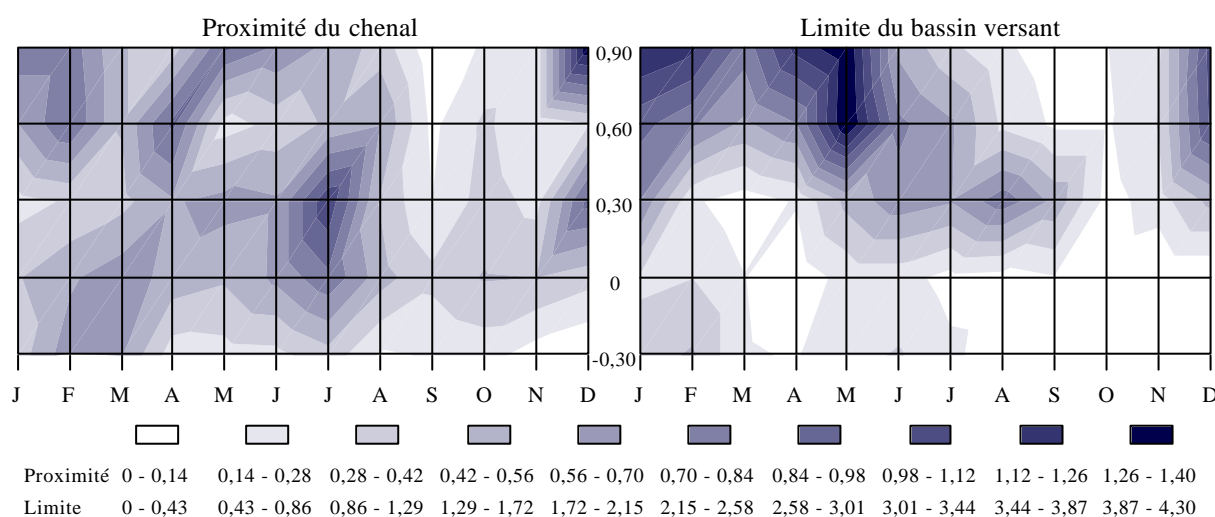 Proximité du chenal
Limite du bassin versant
0.90
0,60
0.30
0
-0,30
J F M A M J J A S O N D
J F M A M J J A S O N D
Proximité 0 - 0,14 0,14 - 0,28 0,28 - 0,42 0,42 - 0,56 0,56 - 0,70 0,70 - 0,84 0,84 - 0,98 0,98 - 1,12 1,12 - 1,26 1,26 - 1,40
Limite 0 - 0,43 0,43 - 0,86 0,86 - 1,29 1,29 - 1,72 1,72 - 2,15 2,15 - 2,58 2,58 - 3,01 3,01 - 3,44 3,44 - 3,87 3,87 - 4,30